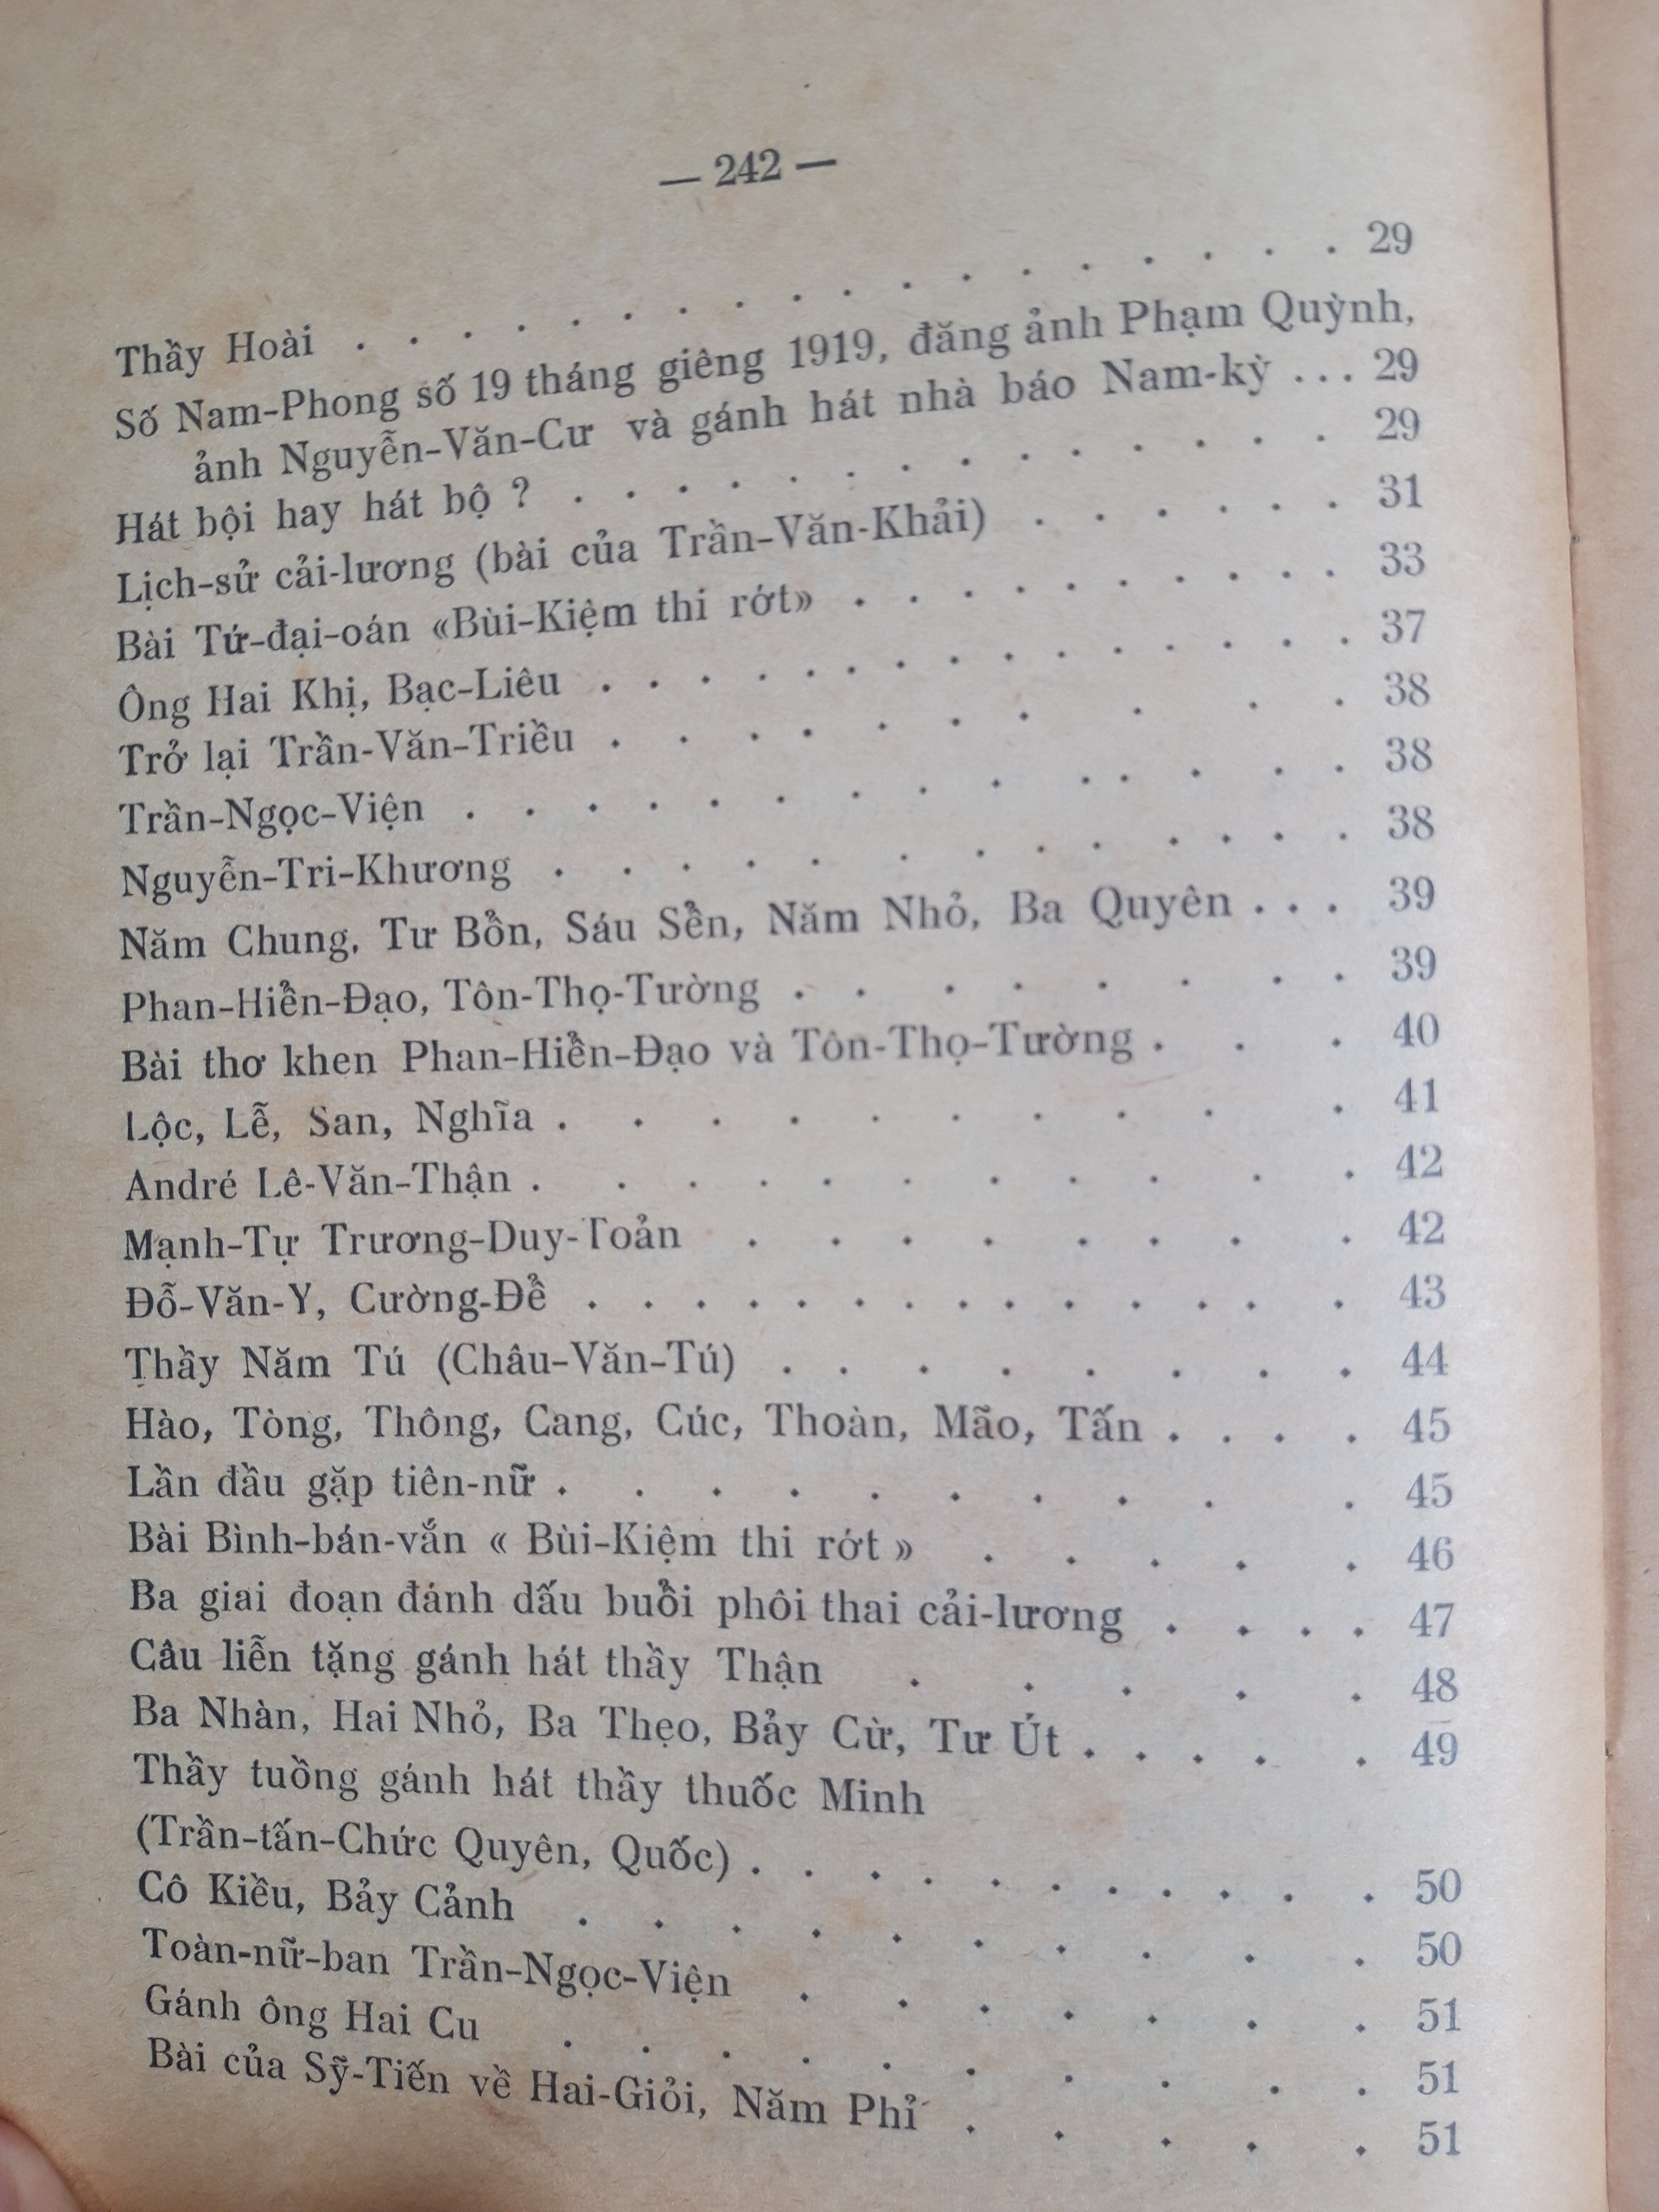 — 242 —
Thầy Hoài . . . . . . . . . . . . . . . . . 29
Số Nam-Phong số 19 tháng giêng 1919, đăng ảnh Phạm Quỳnh,
ảnh Nguyễn-Văn-Cư và gánh hát nhà báo Nam-kỳ ... 29
Hát bội hay hát bộ ? . . . . . . . . . . . . . 29
Lịch-sử cải-lương (bài của Trần-Văn-Khải) . . . . . . 31
Bài Tứ-đại-oán «Bùi-Kiệm thi rớt» . . . . . . . . . 33
Ông Hai Khị, Bạc-Liêu . . . . . . . . . . . . . . 37
Trở lại Trần-Văn-Triều . . . . . . . . . . 38
Trần-Ngọc-Viện . . . . . . . . . . . . . 38
Nguyễn-Tri-Khương . . . . . . . . . . . . 38
Năm Chung, Tư Bồn, Sáu Sển, Năm Nhỏ, Ba Quyên . . . 39
Phan-Hiển-Đạo, Tôn-Thọ-Tường . . . . . . . . 39
Bài thơ khen Phan-Hiển-Đạo và Tôn-Thọ-Tường . . . 40
Lộc, Lễ, San, Nghĩa . . . . . . . . . . 41
André Lê-Văn-Thận . . . . . . . . . . . 42
Mạnh-Tự Trương-Duy-Toản . . . . . . . . 42
Đỗ-Văn-Y, Cường-Để . . . . . . . . . . . . . . 43
Thầy Năm Tú (Châu-Văn-Tú) . . . . . . . . 44
Hào, Tòng, Thông, Cang, Cúc, Thoàn, Mão, Tấn . . . . 45
Lần đầu gặp tiên-nữ . . . . . . . . . . 45
Bài Bình-bán-vắn « Bùi-Kiệm thi rớt » . . . . . 46
Ba giai đoạn đánh dấu buổi phôi thai cải-lương . . . . 47
Câu liễn tặng gánh hát thầy Thận . . . . . 48
Ba Nhàn, Hai Nhỏ, Ba Thẹo, Bảy Cừ, Tư Út . . . . . 49
Thầy tuồng gánh hát thầy thuốc Minh
(Trần-tấn-Chức Quyên, Quốc) . . . . . . . . . . . 50
Cô Kiều, Bảy Cảnh . . . . . . . . . . 50
Toàn-nữ-ban Trần-Ngọc-Viện . . . . . . . 51
Gánh ông Hai Cu . . . . . . . . . . 51
Bài của Sỹ-Tiến về Hai-Giỏi, Năm Phỉ . . . . . 51